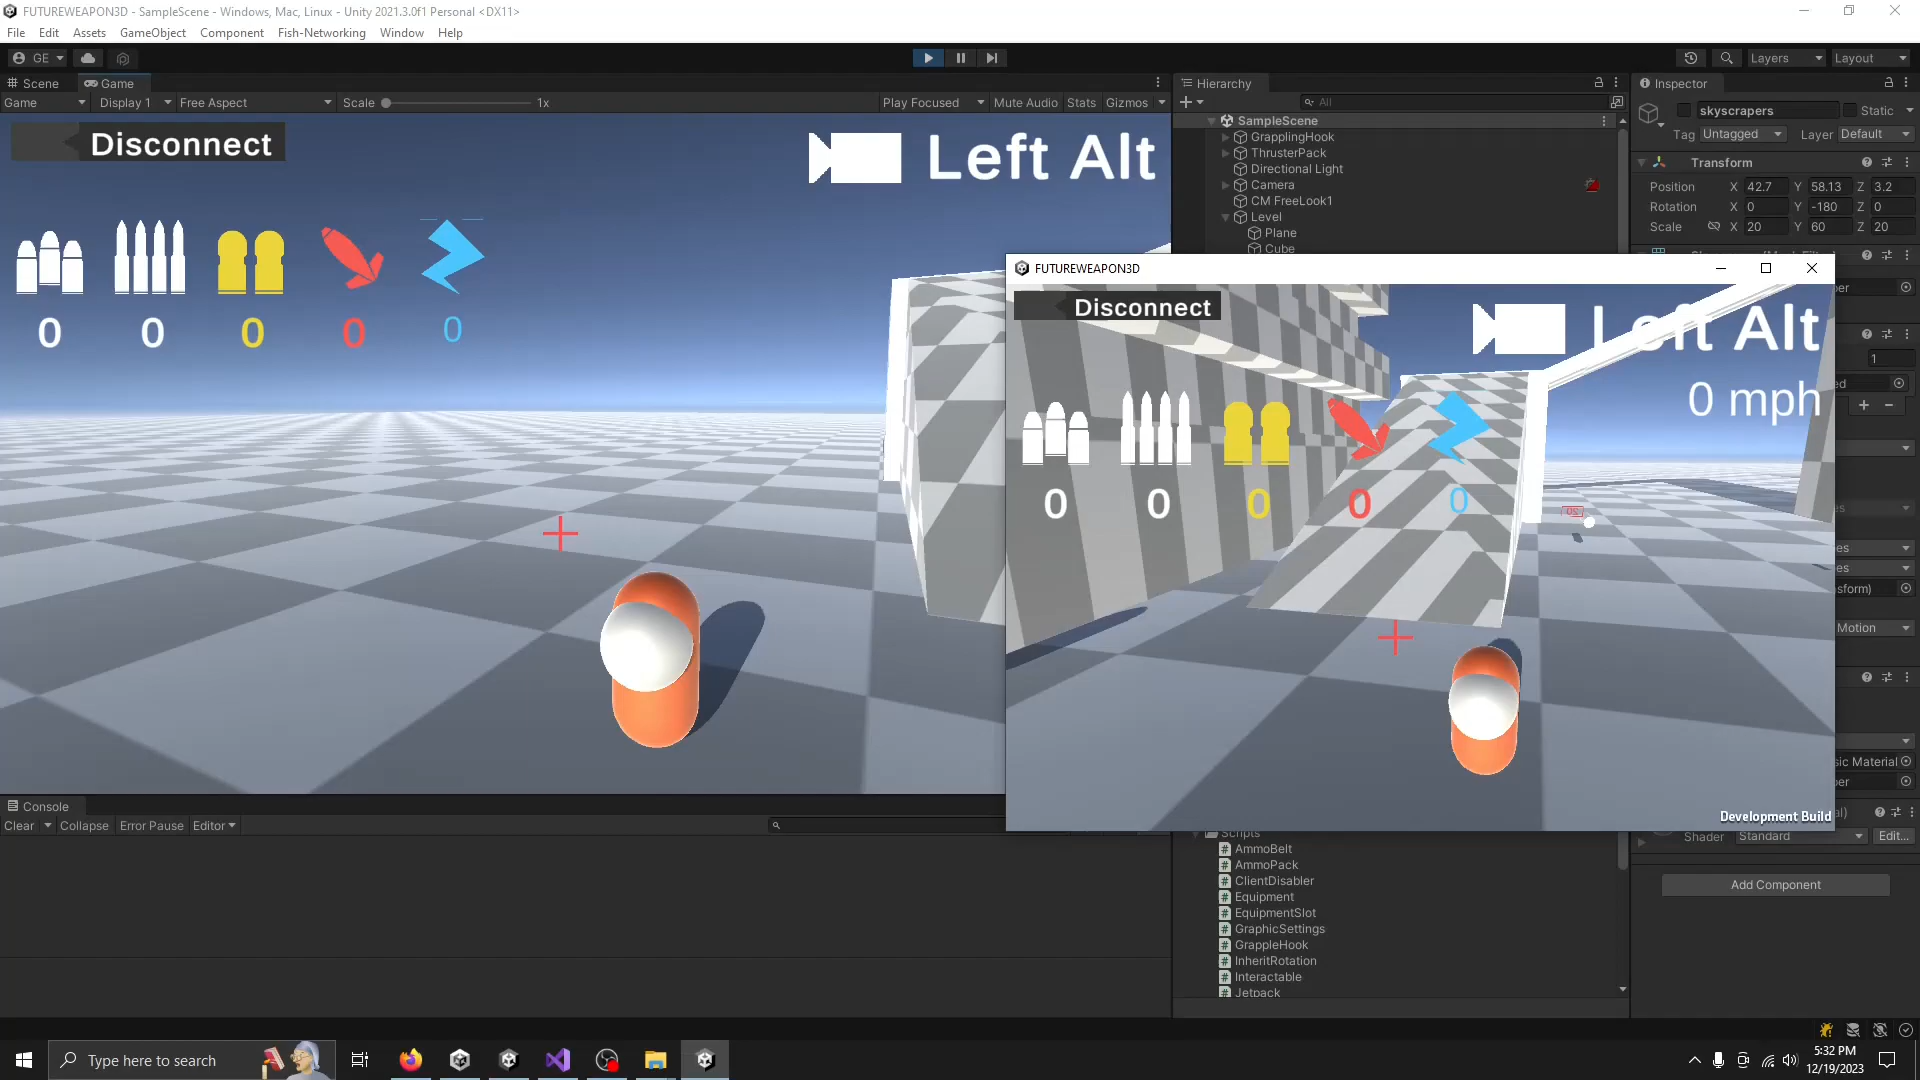 FUTUREWEAPON3D - SampleScene - Windows, Mac, Linux - Unity 2021.3.0f1 Personal <DX11>
File Edit Assets GameObject Component Fish-Networking Window Help
GE
Layers
Layout
Scene
Game
Game
Display 1
Free Aspect
Scale
1x
Play Focused
Mute Audio
Stats
Gizmos
Disconnect
Left Alt
0 0 0 0 0
Hierarchy
All
SampleScene
GrapplingHook
ThrusterPack
Directional Light
Camera
CM FreeLook1
Level
Plane
Cube
Inspector
skyscrapers
Static
Tag Untagged Layer Default
Transform
Position X 42.7 Y 58.13 Z 3.2
Rotation X 0 Y -180 Z 0
Scale X 20 Y 60 Z 20
FUTUREWEAPON3D
Disconnect
Left Alt
0 mph
0 0 0 0 0
Development Build
1
Motion
Shader Standard Edit...
Add Component
Console
Clear Collapse Error Pause Editor
Scripts
AmmoBelt
AmmoPack
ClientDisabler
Equipment
EquipmentSlot
GraphicSettings
GrappleHook
InheritRotation
Interactable
Jetpack
Type here to search
5:32 PM
12/19/2023